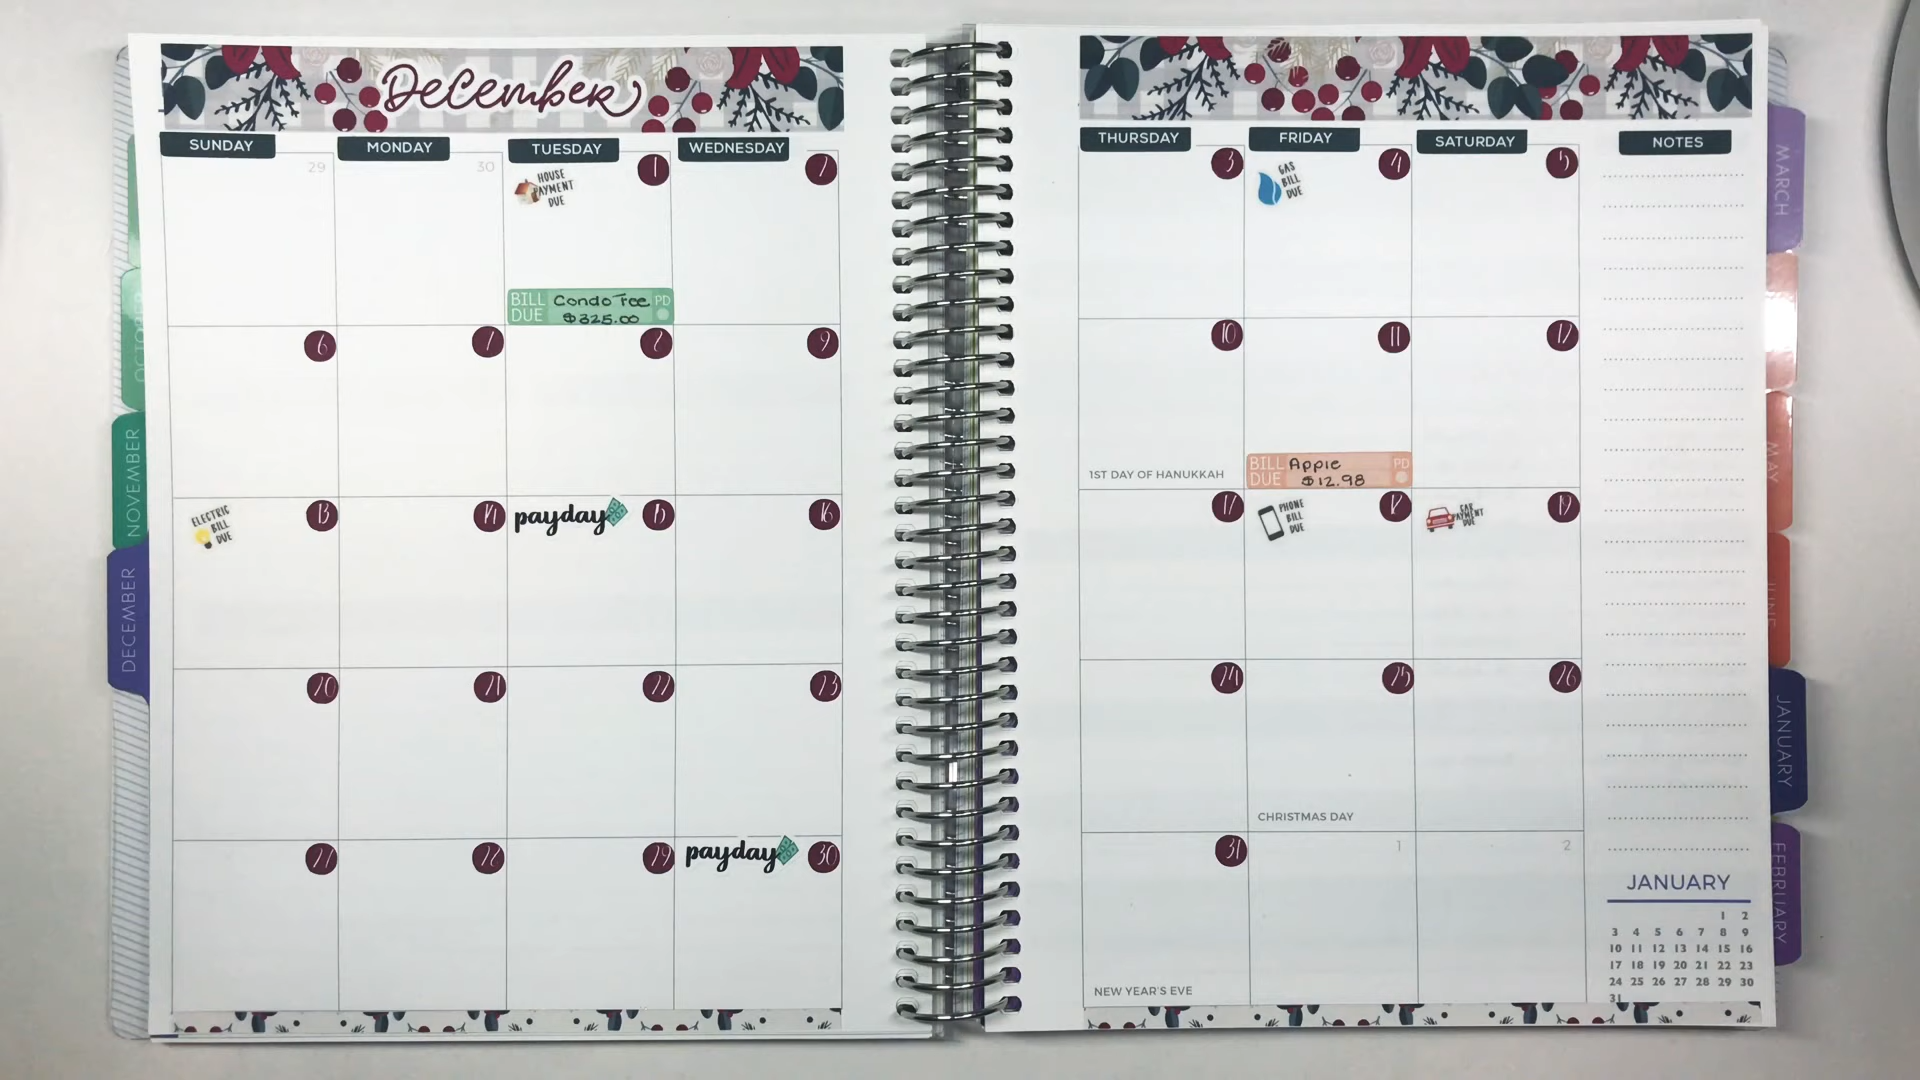 December
SUNDAY MONDAY TUESDAY WEDNESDAY THURSDAY FRIDAY SATURDAY NOTES
29 30 1 2 3 4 5
HOUSE
PAYMENT
DUE
GAS
BILL
DUE
BILL DUE Condo Fee PD
$325.00
6 7 8 9 10 11 12
1ST DAY OF HANUKKAH
BILL DUE Apple PD
$12.98
13 14 15 16 17 18 19
ELECTRIC
BILL
DUE
payday
PHONE
BILL
DUE
CAR
PAYMENT
DUE
20 21 22 23 24 25 26
CHRISTMAS DAY
27 28 29 30 31 1 2
payday
NEW YEAR'S EVE
JANUARY
1 2
3 4 5 6 7 8 9
10 11 12 13 14 15 16
17 18 19 20 21 22 23
24 25 26 27 28 29 30
31
OCTOBER
NOVEMBER
DECEMBER
MARCH
MAY
JUNE
JANUARY
FEBRUARY